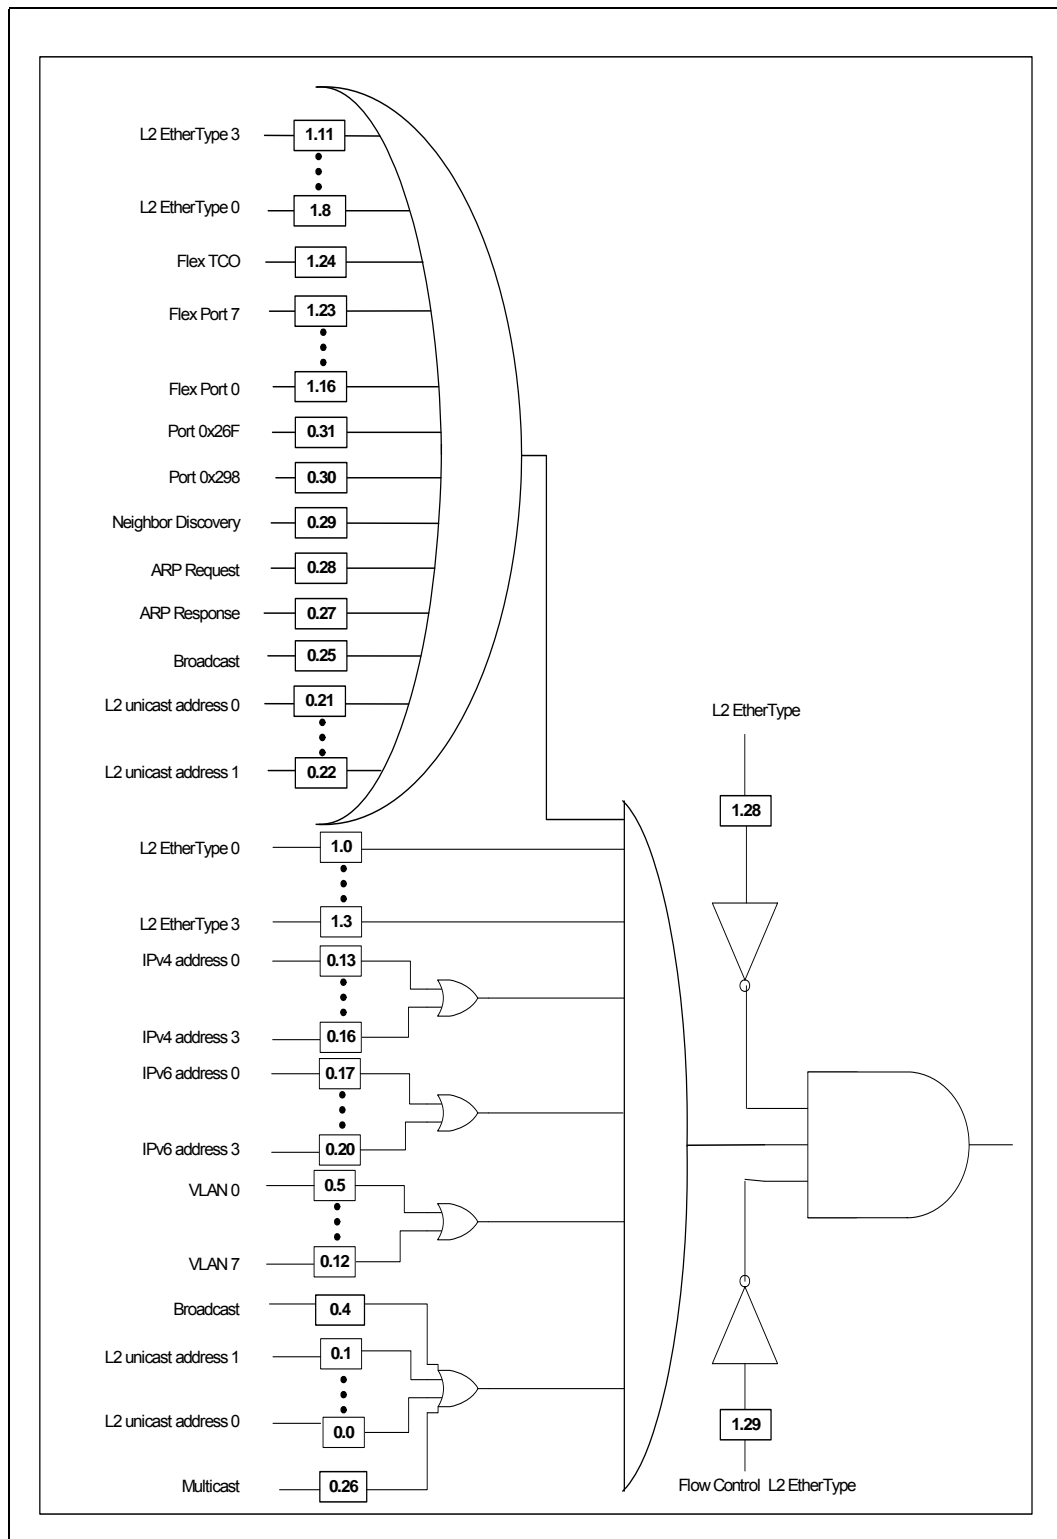 L2 EtherType 3 1.11
L2 EtherType 0 1.8
Flex TCO 1.24
Flex Port 7 1.23
Flex Port 0 1.16
Port 0x26F 0.31
Port 0x298 0.30
Neighbor Discovery 0.29
ARP Request 0.28
ARP Response 0.27
Broadcast 0.25
L2 unicast address 0 0.21
L2 unicast address 1 0.22
L2 EtherType
1.28
L2 EtherType 0 1.0
L2 EtherType 3 1.3
IPv4 address 0 0.13
IPv4 address 3 0.16
IPv6 address 0 0.17
IPv6 address 3 0.20
VLAN 0 0.5
VLAN 7 0.12
Broadcast 0.4
L2 unicast address 1 0.1
L2 unicast address 0 0.0
Multicast 0.26
1.29
Flow Control L2 EtherType